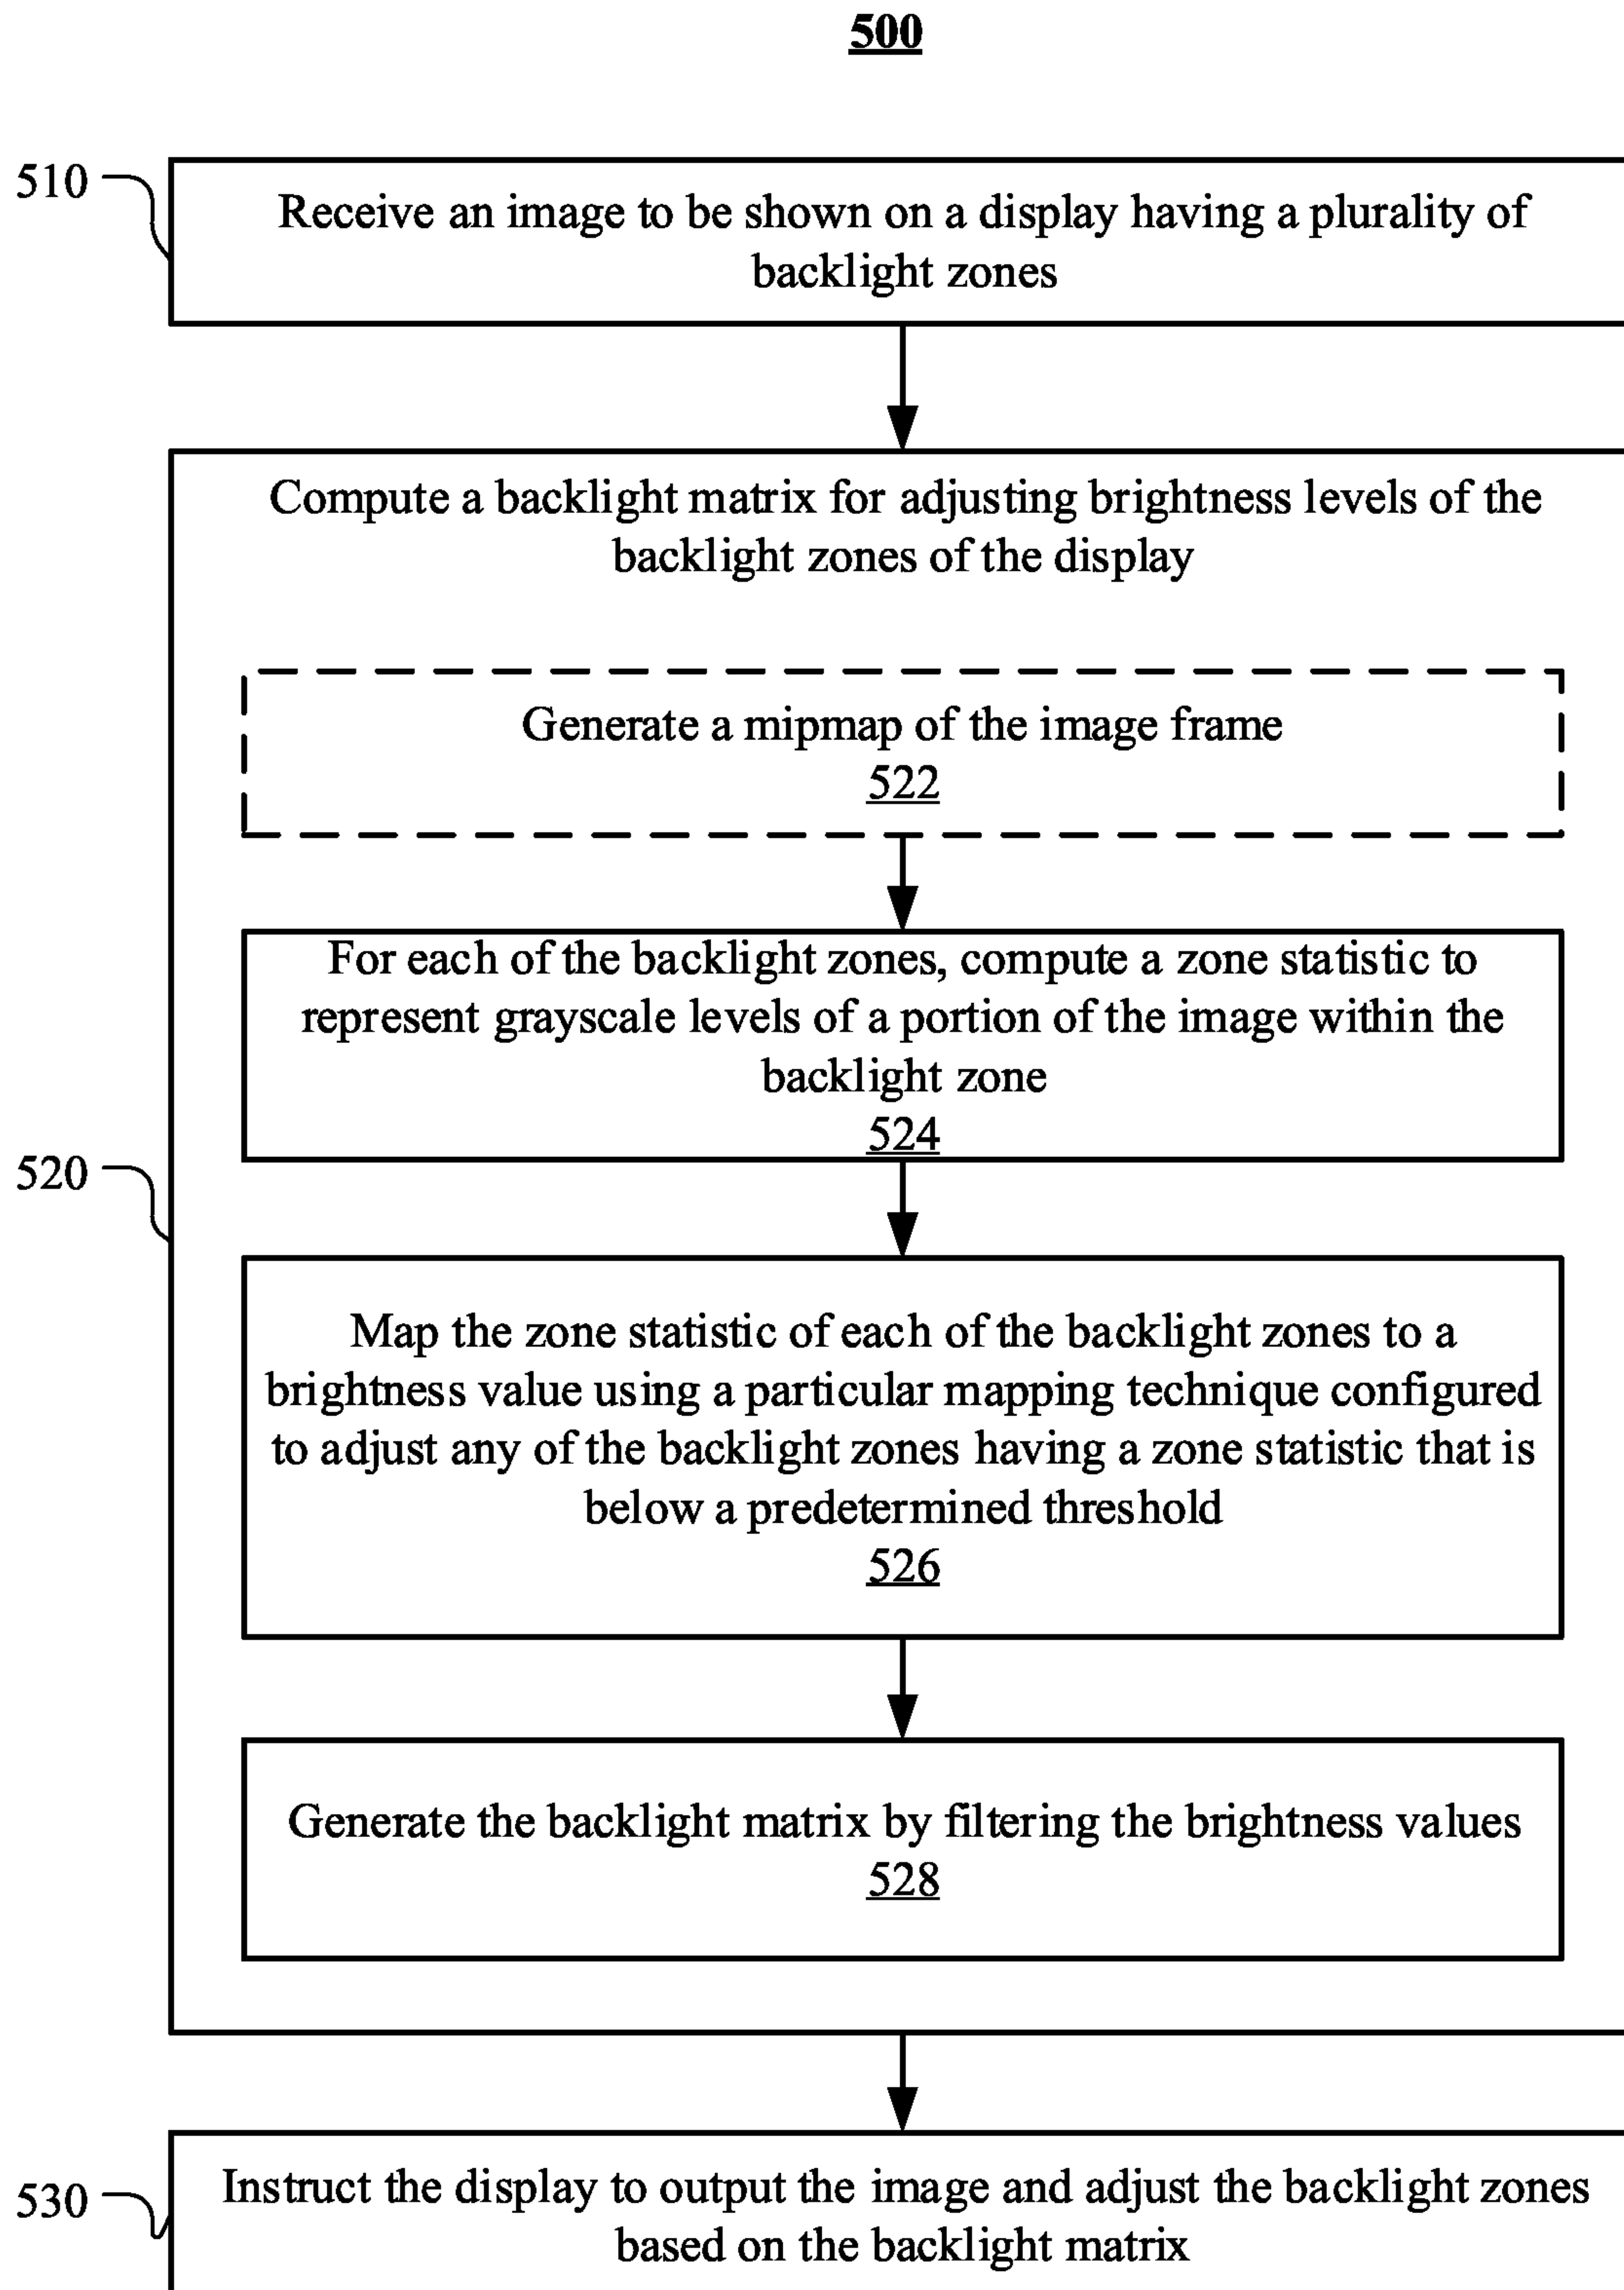 500
510
Receive an image to be shown on a display having a plurality of
backlight zones
Compute a backlight matrix for adjusting brightness levels of the
backlight zones of the display
Generate a mipmap of the image frame
522
For each of the backlight zones, compute a zone statistic to
represent grayscale levels of a portion of the image within the
backlight zone
524
520
Map the zone statistic of each of the backlight zones to a
brightness value using a particular mapping technique configured
to adjust any of the backlight zones having a zone statistic that is
below a predetermined threshold
526
Generate the backlight matrix by filtering the brightness values
528
530
Instruct the display to output the image and adjust the backlight zones
based on the backlight matrix